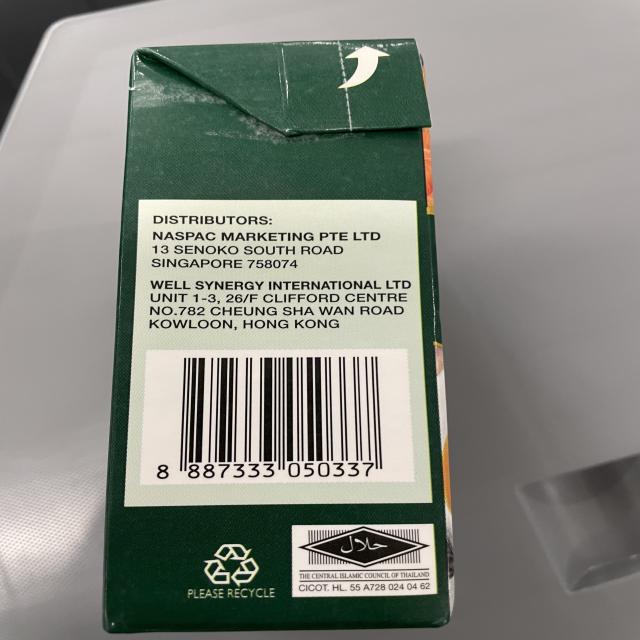 DISTRIBUTORS:
NASPAC MARKETING PTE LTD
13 SENOKO SOUTH ROAD
SINGAPORE 758074
WELL SYNERGY INTERNATIONAL LTD
UNIT 1-3, 26/F CLIFFORD CENTRE
NO.782 CHEUNG SHA WAN ROAD
KOWLOON, HONG KONG
8 887333 050337
PLEASE RECYCLE
حلال
THE CENTRAL ISLAMIC COUNCIL OF THAILAND
CICOT. HL. 55 A728 024 04 62